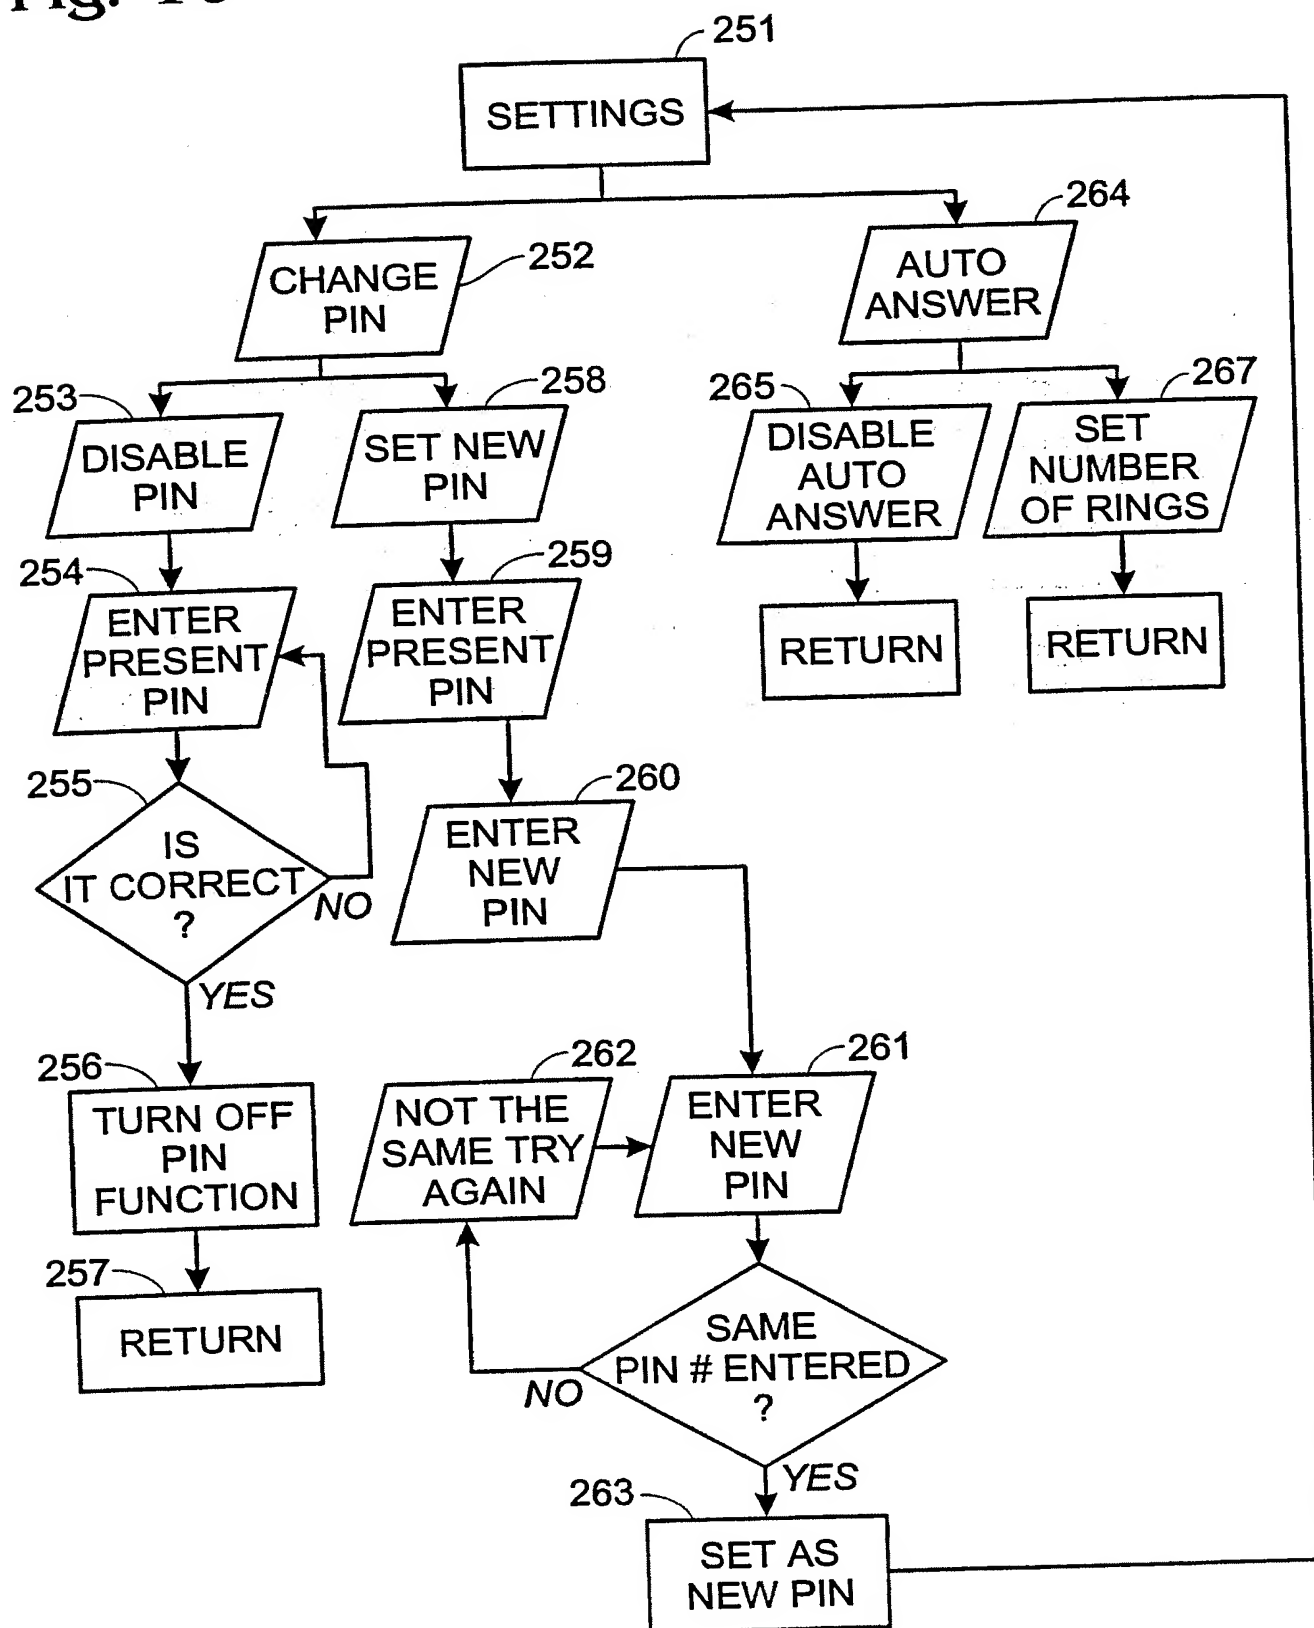 251
SETTINGS
264
252
CHANGE
PIN
AUTO
ANSWER
253
258
265
267
DISABLE
PIN
SET NEW
PIN
DISABLE
AUTO
ANSWER
SET
NUMBER
OF RINGS
254
259
ENTER
PRESENT
PIN
ENTER
PRESENT
PIN
RETURN
RETURN
255
260
IS
IT CORRECT
?
NO
ENTER
NEW
PIN
YES
256
262
261
TURN OFF
PIN
FUNCTION
NOT THE
SAME TRY
AGAIN
ENTER
NEW
PIN
257
RETURN
SAME
PIN # ENTERED
?
NO
YES
263
SET AS
NEW PIN